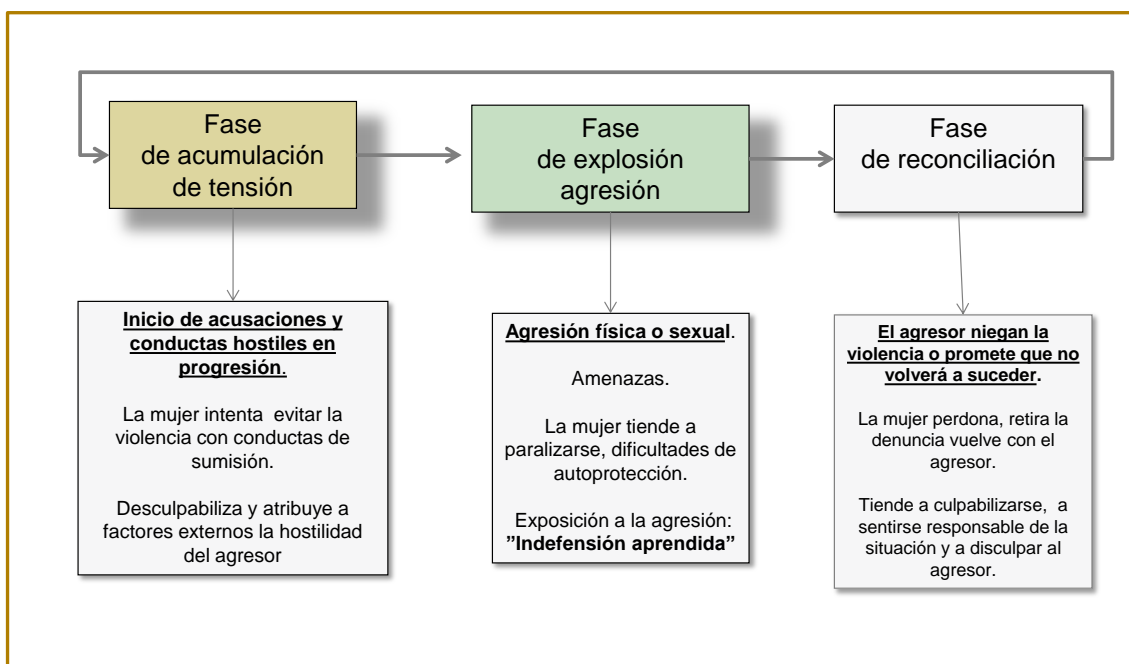 Fase
de acumulación
de tensión
Fase
de explosión
agresión
Fase
de reconciliación
Inicio de acusaciones y
conductas hostiles en
progresión.
La mujer intenta evitar la
violencia con conductas de
sumisión.
Desculpabiliza y atribuye a
factores externos la hostilidad
del agresor
Agresión física o sexual.
Amenazas.
La mujer tiende a
paralizarse, dificultades de
autoprotección.
Exposición a la agresión:
”Indefensión aprendida”
El agresor niegan la
violencia o promete que no
volverá a suceder.
La mujer perdona, retira la
denuncia vuelve con el
agresor.
Tiende a culpabilizarse, a
sentirse responsable de la
situación y a disculpar al
agresor.